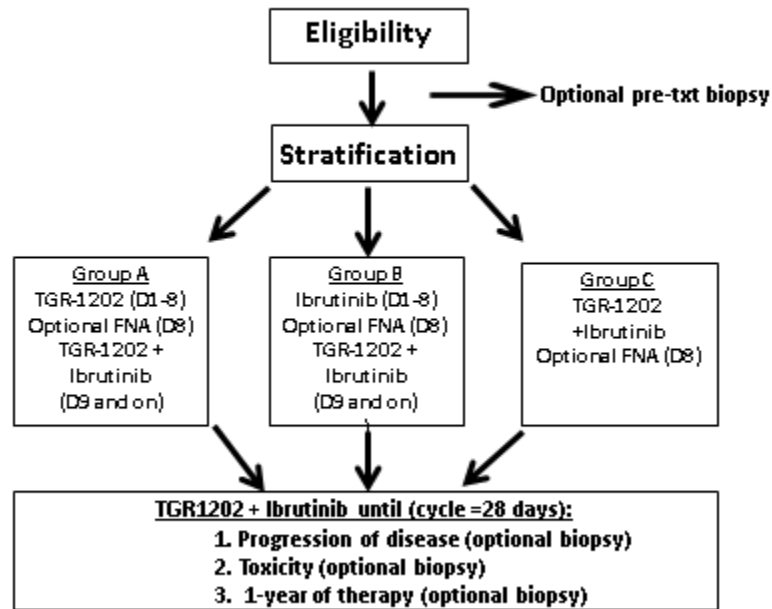 Eligibility
Optional pre-txt biopsy
Stratification
Group A
TGR-1202 (D1-8)
Optional FNA (D8)
TGR-1202 +
Ibrutinib
(D9 and on)
Group B
Ibrutinib (D1-8)
Optional FNA (D8)
TGR-1202 +
Ibrutinib
(D9 and on)
Group C
TGR-1202
+Ibrutinib
Optional FNA (D8)
TGR1202 + Ibrutinib until (cycle =28 days):
1. Progression of disease (optional biopsy)
2. Toxicity (optional biopsy)
3. 1-year of therapy (optional biopsy)